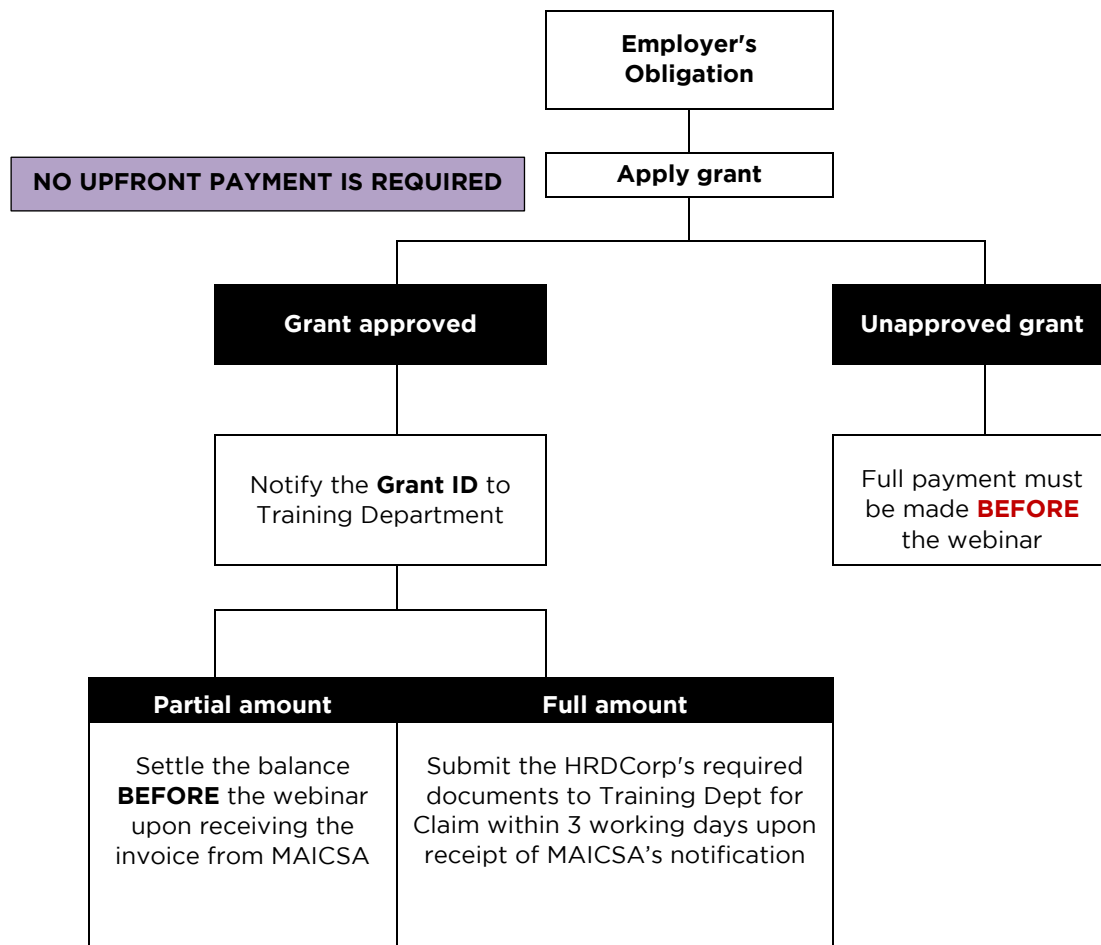 Employer's
Obligation
NO UPFRONT PAYMENT IS REQUIRED
Apply grant
Grant approved
Unapproved grant
Notify the Grant ID to
Training Department
Full payment must
be made BEFORE
the webinar
Partial amount
Full amount
Settle the balance
BEFORE the webinar
upon receiving the
invoice from MAICSA
Submit the HRDCorp's required
documents to Training Dept for
Claim within 3 working days upon
receipt of MAICSA’s notification